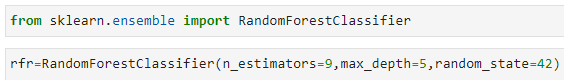 from sklearn.ensemble import RandomForestClassifier
rfr=RandomForestClassifier(n_estimators=9,max_depth=5,random_state=42)